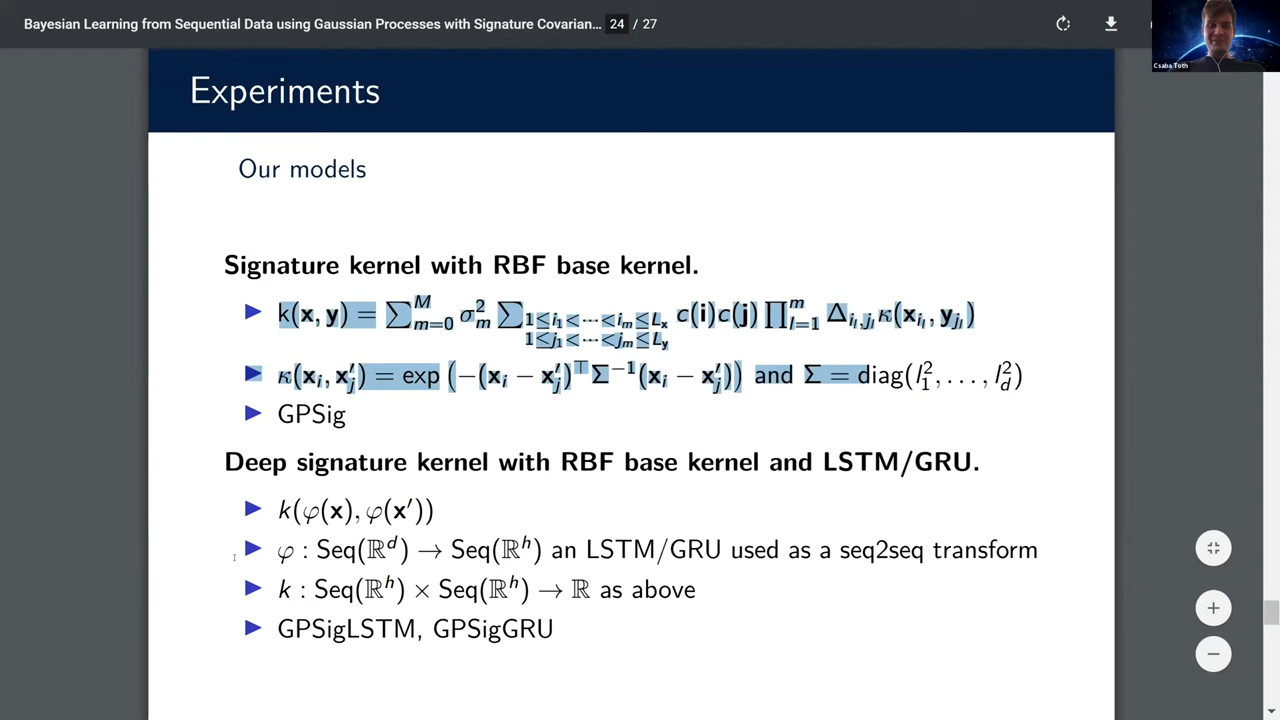 Bayesian Learning from Sequential Data using Gaussian Processes with Signature Covarian... 24 / 27
Csaba Toth
Experiments
Our models
Signature kernel with RBF base kernel.
▶ k(x, y) = ∑_{m=0}^{M} σ_m^2 ∑_{1≤i_1<⋯<i_m≤L_x, 1≤j_1<⋯<j_m≤L_y} c(i)c(j) ∏_{l=1}^{m} Δ_{i_l,j_l} κ(x_{i_l}, y_{j_l})
▶ κ(x_i, x′_j) = exp (−(x_i − x′_j)^⊤ Σ^{−1}(x_i − x′_j)) and Σ = diag(l_1^2, . . . , l_d^2)
▶ GPSig
Deep signature kernel with RBF base kernel and LSTM/GRU.
▶ k(φ(x), φ(x′))
▶ φ : Seq(ℝ^d) → Seq(ℝ^h) an LSTM/GRU used as a seq2seq transform
▶ k : Seq(ℝ^h) × Seq(ℝ^h) → ℝ as above
▶ GPSigLSTM, GPSigGRU